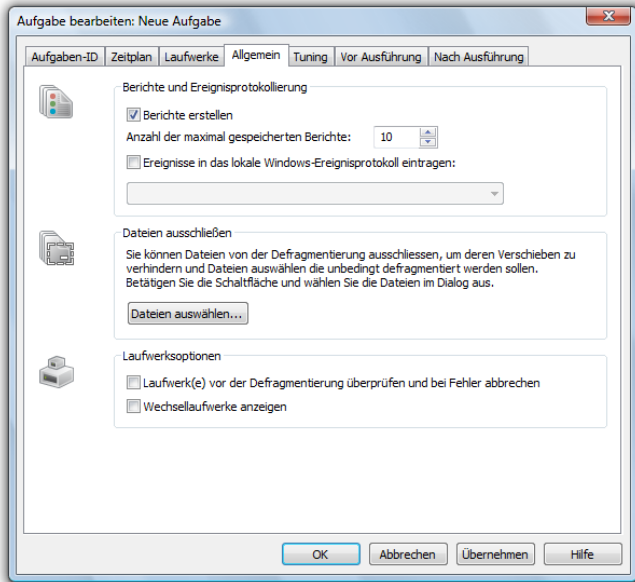 Aufgabe bearbeiten: Neue Aufgabe
Aufgaben-ID Zeitplan Laufwerke Allgemein Tuning Vor Ausführung Nach Ausführung
Berichte und Ereignisprotokollierung
Berichte erstellen
Anzahl der maximal gespeicherten Berichte: 10
Ereignisse in das lokale Windows-Ereignisprotokoll eintragen:
Dateien ausschließen
Sie können Dateien von der Defragmentierung ausschliessen, um deren Verschieben zu
verhindern und Dateien auswählen die unbedingt defragmentiert werden sollen.
Betätigen Sie die Schaltfläche und wählen Sie die Dateien im Dialog aus.
Dateien auswählen...
Laufwerksoptionen
Laufwerk(e) vor der Defragmentierung überprüfen und bei Fehler abbrechen
Wechsellaufwerke anzeigen
OK Abbrechen Übernehmen Hilfe